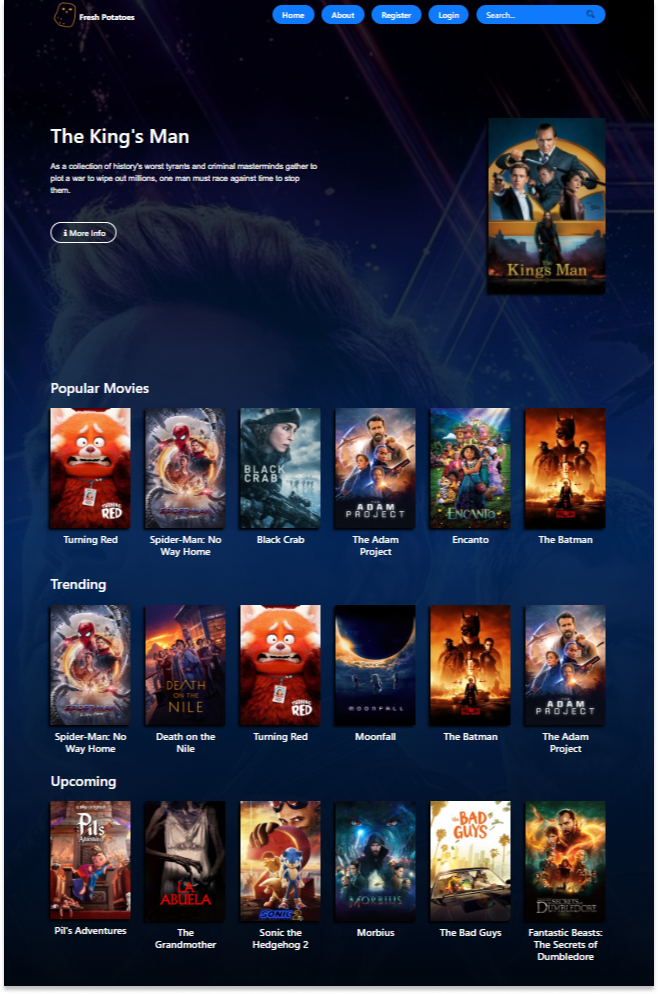 Fresh Potatoes
Home
About
Register
Login
Search...
The King's Man
As a collection of history's worst tyrants and criminal masterminds gather to
plot a war to wipe out millions, one man must race against time to stop
them.
i More Info
The
King's Man
Popular Movies
TURNING
RED
BLACK
CRAB
THE
ADAM
PROJECT
ENCANTO
Turning Red
Spider-Man: No
Way Home
Black Crab
The Adam
Project
Encanto
The Batman
Trending
DEATH
ON THE
NILE
TURNING
RED
MOONFALL
THE
ADAM
PROJECT
Spider-Man: No
Way Home
Death on the
Nile
Turning Red
Moonfall
The Batman
The Adam
Project
Upcoming
Pil's
Adventures
LA
ABUELA
SONIC 2
MORBIUS
the BAD
GUYS
THE SECRETS OF
DUMBLEDORE
Pil's Adventures
The
Grandmother
Sonic the
Hedgehog 2
Morbius
The Bad Guys
Fantastic Beasts:
The Secrets of
Dumbledore